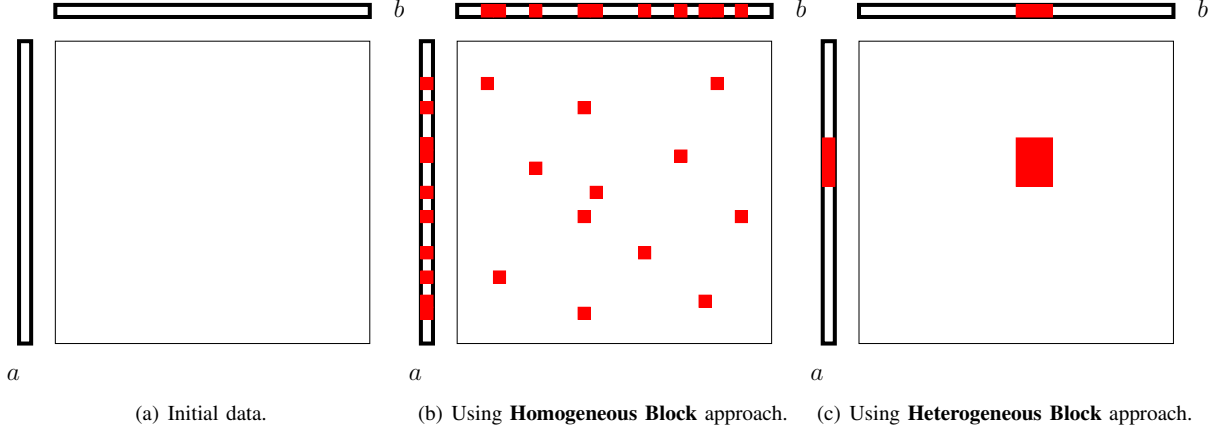 b
b
a
a
a
(a) Initial data.
(b) Using Homogeneous Block approach.
(c) Using Heterogeneous Block approach.